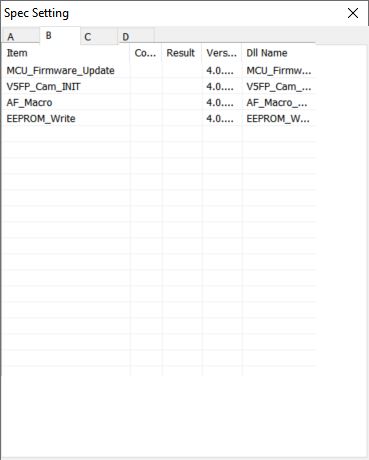 Spec Setting
A B C D
Item Co... Result Vers... Dll Name
MCU_Firmware_Update 4.0.... MCU_Firmw...
V5FP_Cam_INIT 4.0.... V5FP_Cam_...
AF_Macro 4.0.... AF_Macro_...
EEPROM_Write 4.0.... EEPROM_W...